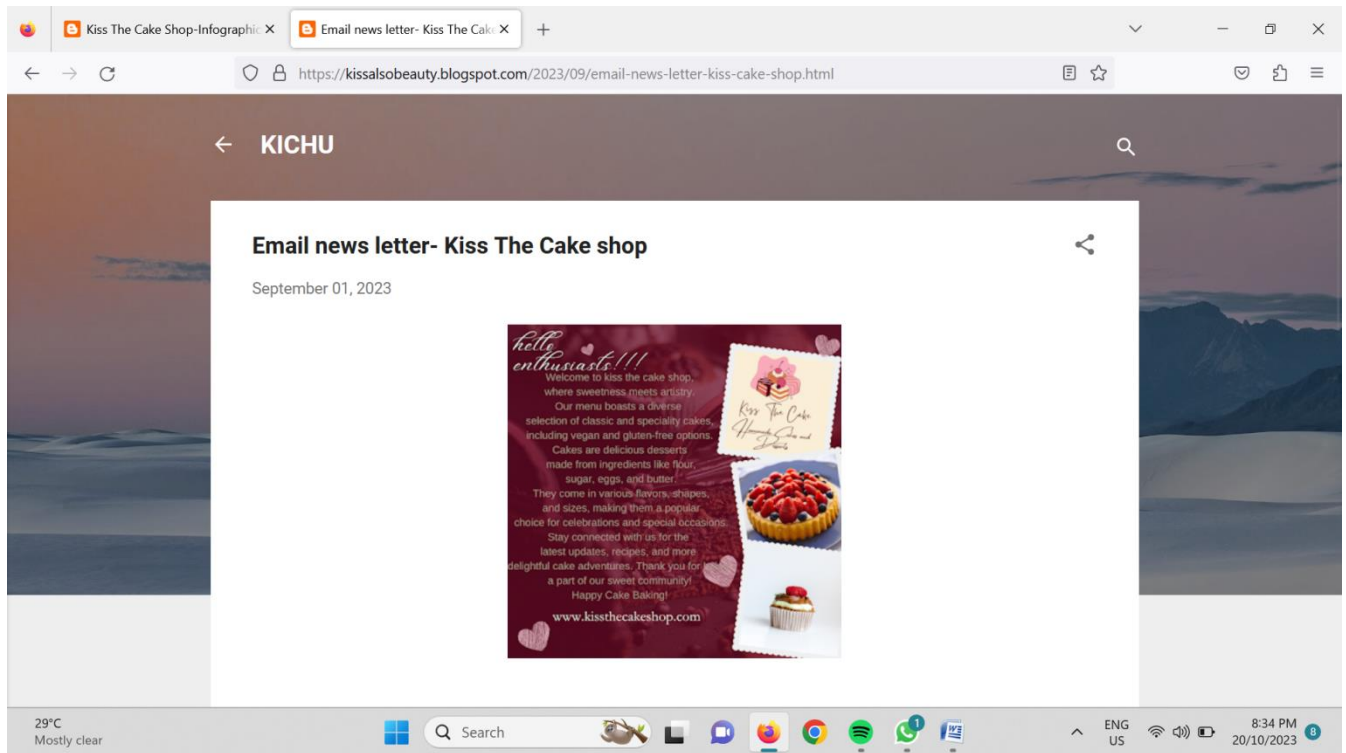 Kiss The Cake Shop-Infographic
Email news letter- Kiss The Cake
https://kissalsobeauty.blogspot.com/2023/09/email-news-letter-kiss-cake-shop.html
KICHU
Email news letter- Kiss The Cake shop
September 01, 2023
hello
enthusiasts!!!
Welcome to kiss the cake shop,
where sweetness meets artistry.
Our menu boasts a diverse
selection of classic and speciality cakes,
including vegan and gluten-free options.
Cakes are delicious desserts
made from ingredients like flour,
sugar, eggs, and butter.
They come in various flavors, shapes,
and sizes, making them a popular
choice for celebrations and special occasions.
Stay connected with us for the
latest updates, recipes, and more
delightful cake adventures. Thank you for
a part of our sweet community!
Happy Cake Baking!
www.kissthecakeshop.com
Kiss The Cake
Homemade Cakes and
Deserts
29°C
Mostly clear
Search
1
ENG
US
8:34 PM
20/10/2023
8